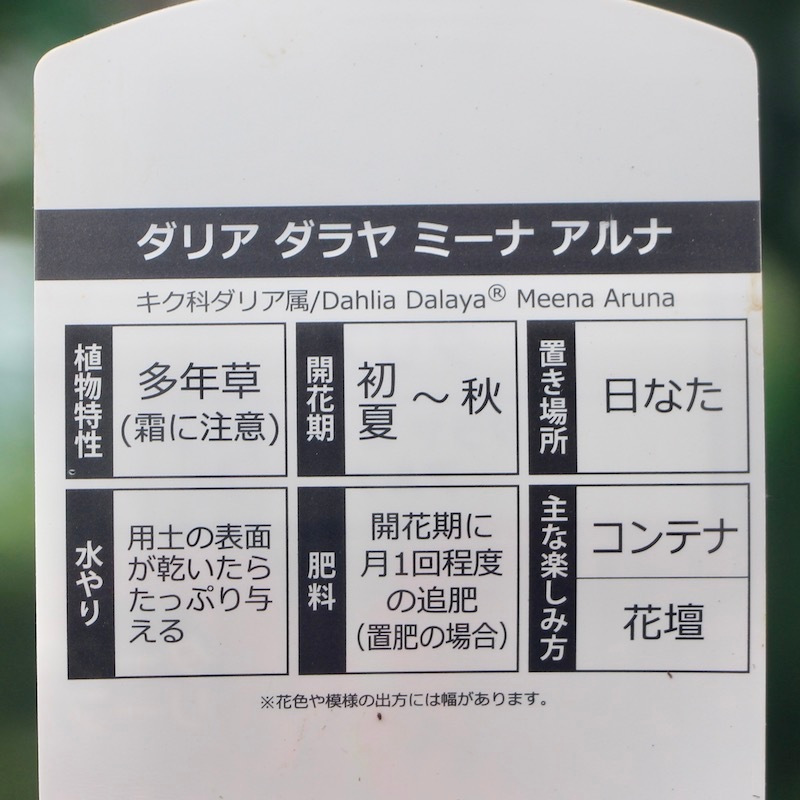 ダリア ダラヤ ミーナ アルナ
キク科ダリア属/Dahlia Dalaya® Meena Aruna
植物特性
多年草
(霜に注意)
開花期
初夏 ～ 秋
置き場所
日なた
水やり
用土の表面
が乾いたら
たっぷり与
える
肥料
開花期に
月1回程度
の追肥
(置肥の場合)
主な楽しみ方
コンテナ
花壇
※花色や模様の出方には幅があります。